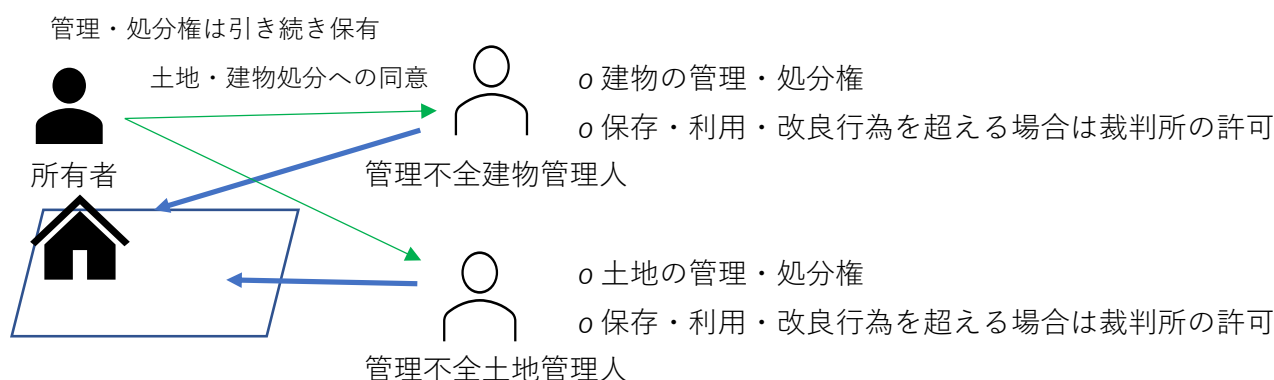 管理・処分権は引き続き保有
土地・建物処分への同意
所有者
管理不全建物管理人
o 建物の管理・処分権
o 保存・利用・改良行為を超える場合は裁判所の許可
管理不全土地管理人
o 土地の管理・処分権
o 保存・利用・改良行為を超える場合は裁判所の許可